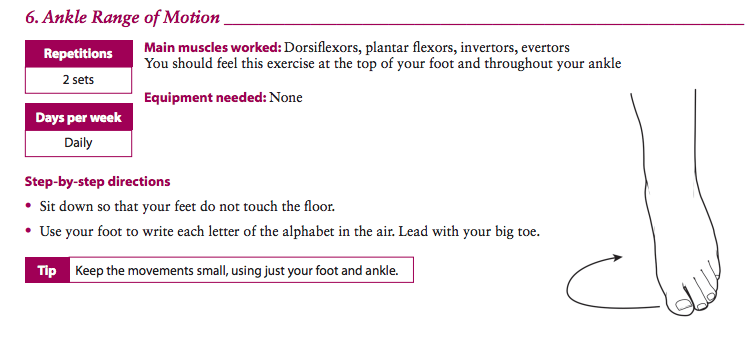 6. Ankle Range of Motion
Repetitions
2 sets
Days per week
Daily
Main muscles worked: Dorsiflexors, plantar flexors, invertors, evertors
You should feel this exercise at the top of your foot and throughout your ankle
Equipment needed: None
Step-by-step directions
• Sit down so that your feet do not touch the floor.
• Use your foot to write each letter of the alphabet in the air. Lead with your big toe.
Tip Keep the movements small, using just your foot and ankle.